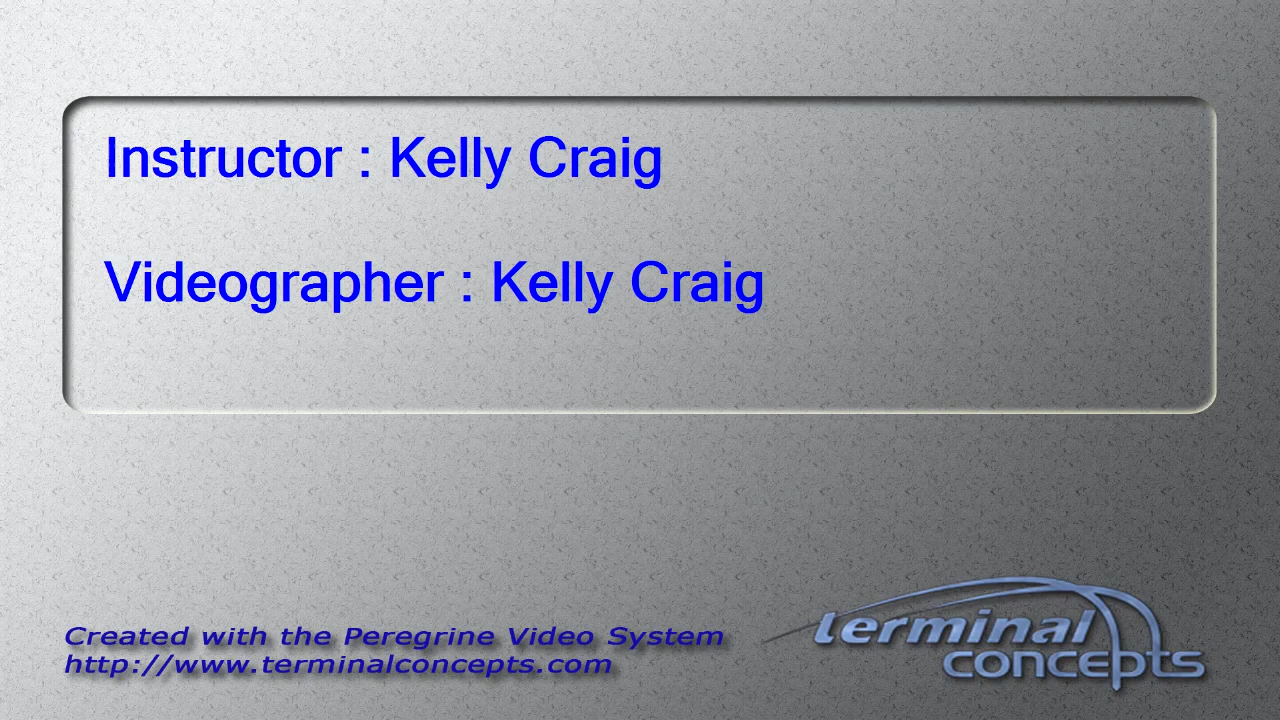 Instructor : Kelly Craig
Videographer : Kelly Craig
Created with the Peregrine Video System
http://www.terminalconcepts.com
terminal
concepts